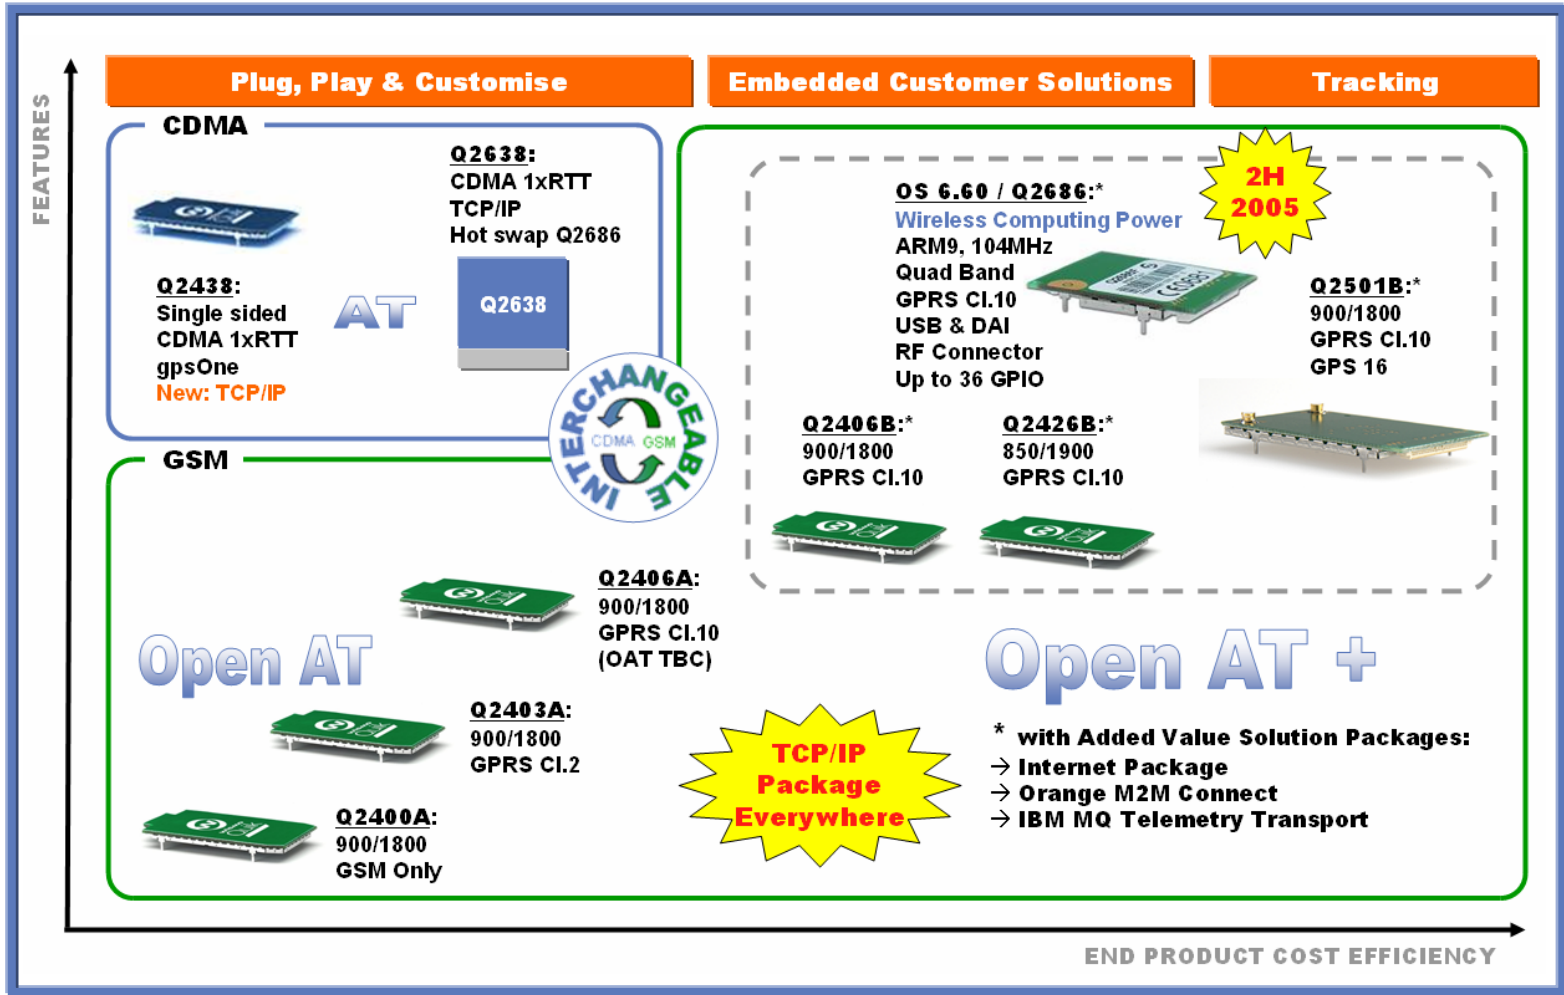 Plug, Play & Customise
Embedded Customer Solutions
Tracking
FEATURES
CDMA
Q2438:
Single sided
CDMA 1xRTT
gpsOne
New: TCP/IP
AT
Q2638:
CDMA 1xRTT
TCP/IP
Hot swap Q2686
Q2638
INTERCHANGEABLE
CDMA GSM
OS 6.60 / Q2686:*
Wireless Computing Power
ARM9, 104MHz
Quad Band
GPRS Cl.10
USB & DAI
RF Connector
Up to 36 GPIO
2H
2005
Q2501B:*
900/1800
GPRS Cl.10
GPS 16
Q2406B:*
900/1800
GPRS Cl.10
Q2426B:*
850/1900
GPRS Cl.10
GSM
Q2406A:
900/1800
GPRS Cl.10
(OAT TBC)
Open AT
Q2403A:
900/1800
GPRS Cl.2
Q2400A:
900/1800
GSM Only
TCP/IP
Package
Everywhere
Open AT +
* with Added Value Solution Packages:
→ Internet Package
→ Orange M2M Connect
→ IBM MQ Telemetry Transport
END PRODUCT COST EFFICIENCY